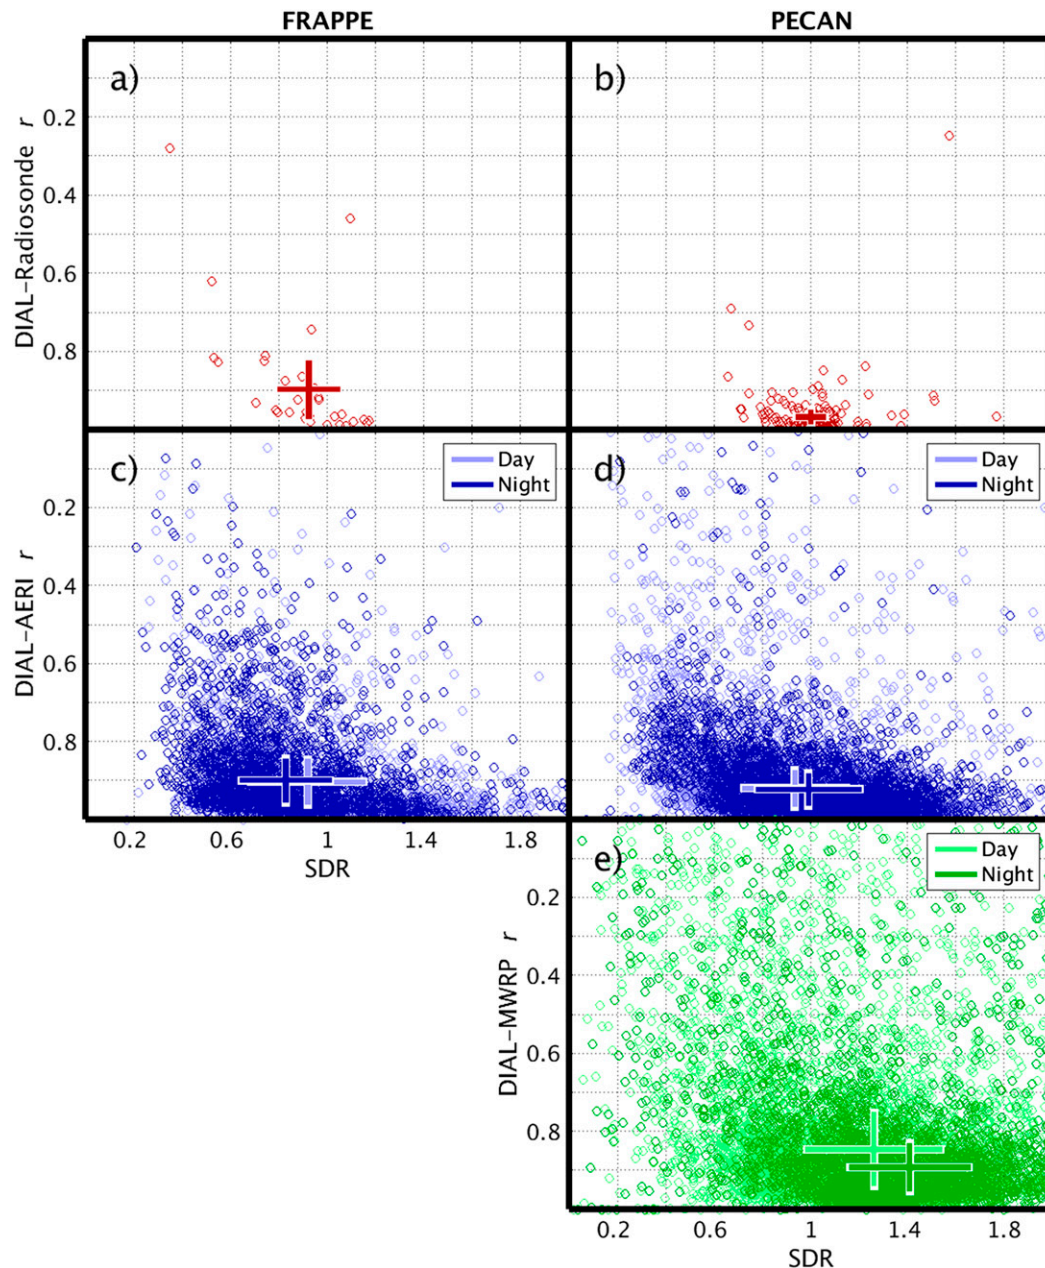 FRAPPE PECAN
a) b)
DIAL-Radiosonde r
0.2
0.4
0.6
0.8
c) Day
Night
d) Day
Night
DIAL-AERI r
0.2
0.4
0.6
0.8
0.2 0.6 1 1.4 1.8
SDR
e) Day
Night
DIAL-MWRP r
0.2
0.4
0.6
0.8
0.2 0.6 1 1.4 1.8
SDR